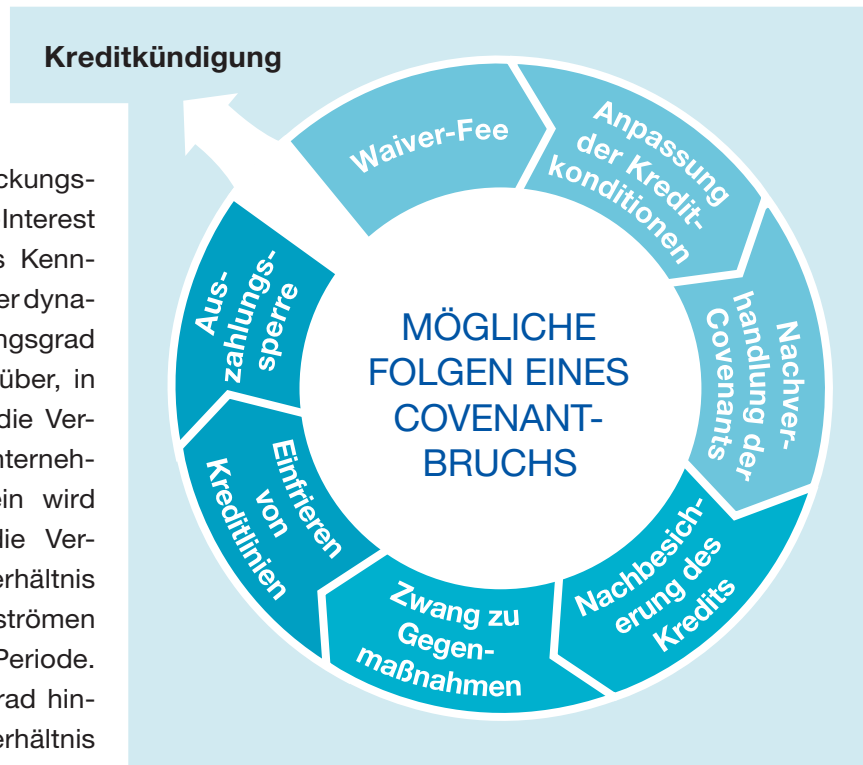 Kreditkündigung
ckungs-
Interest
s Kenn-
er dyna-
ngsgrad
über, in
die Ver-
nterneh-
ein wird
die Ver-
erhältnis
strömen
Periode.
rad hin-
erhältnis
Waiver-Fee
Anpassung
der Kredit-
konditionen
Nachver-
handlung der
Covenants
Nachbesich-
erung des
Kredits
Zwang zu
Gegen-
maßnahmen
Einfrieren
von
Kreditlinien
Aus-
zahlungs-
sperre
MÖGLICHE
FOLGEN EINES
COVENANT-
BRUCHS